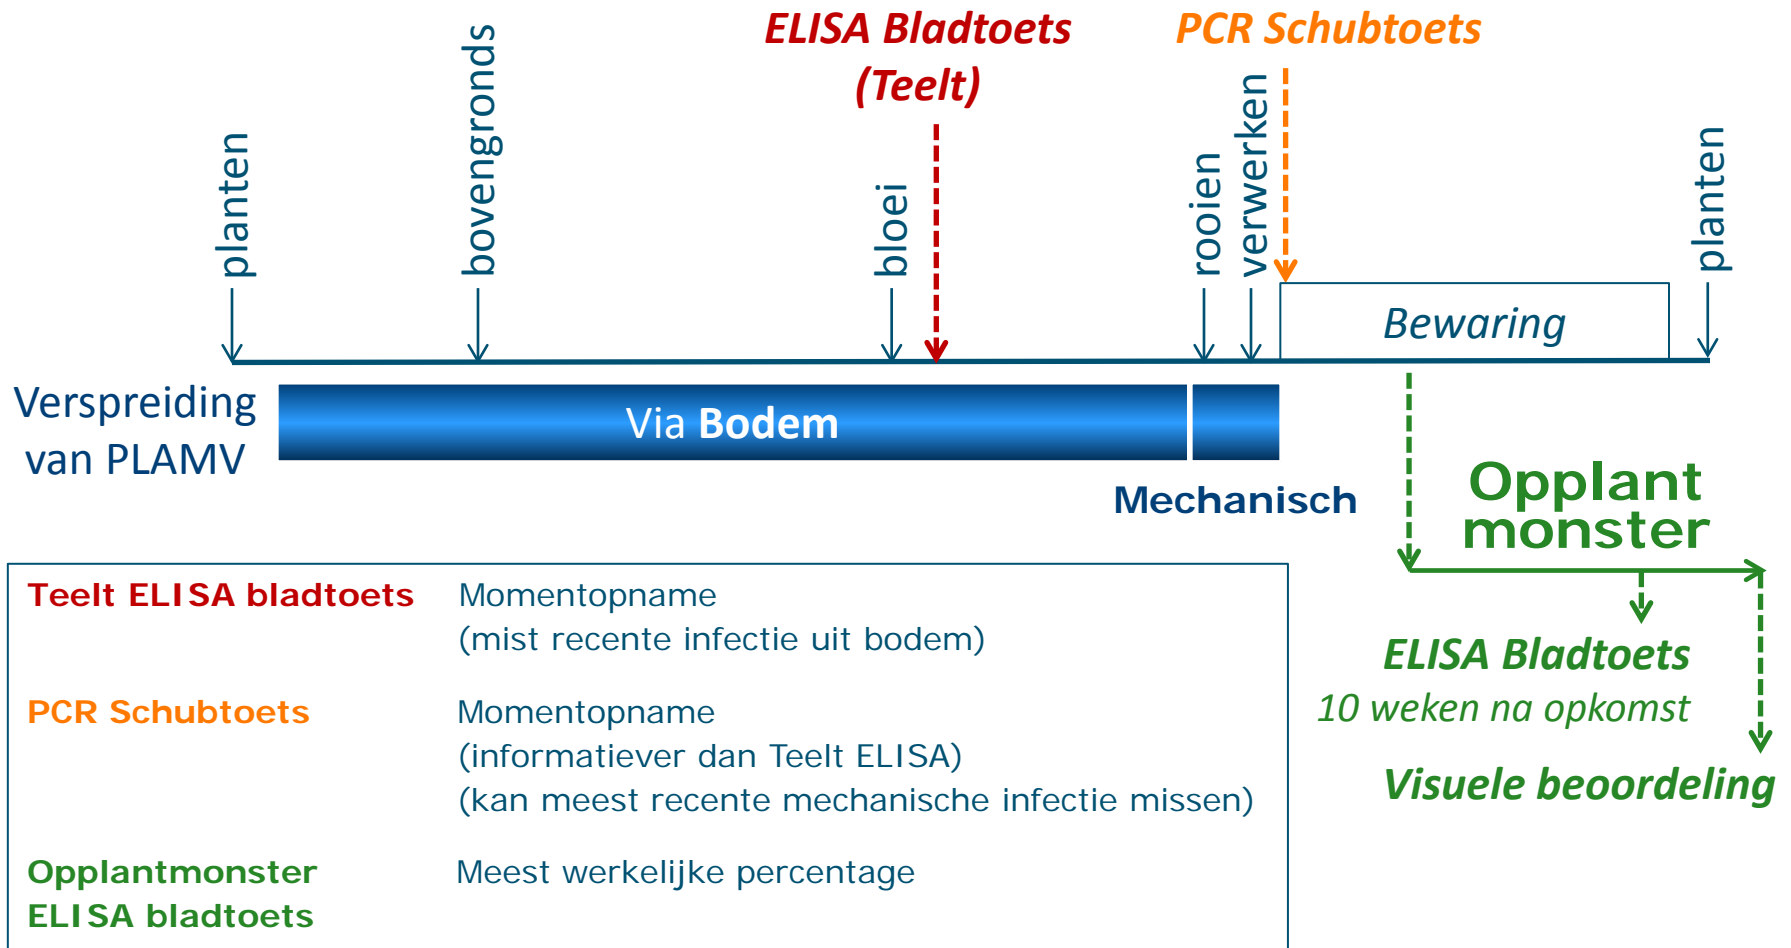 ELISA Bladtoets
(Teelt)
PCR Schubtoets
planten
bovengronds
bloei
rooien
verwerken
planten
Bewaring
Verspreiding
van PLAMV
Via Bodem
Mechanisch
Opplant
monster
ELISA Bladtoets
10 weken na opkomst
Visuele beoordeling
Teelt ELISA bladtoets Momentopname
(mist recente infectie uit bodem)
PCR Schubtoets Momentopname
(informatiever dan Teelt ELISA)
(kan meest recente mechanische infectie missen)
Opplantmonster Meest werkelijke percentage
ELISA bladtoets